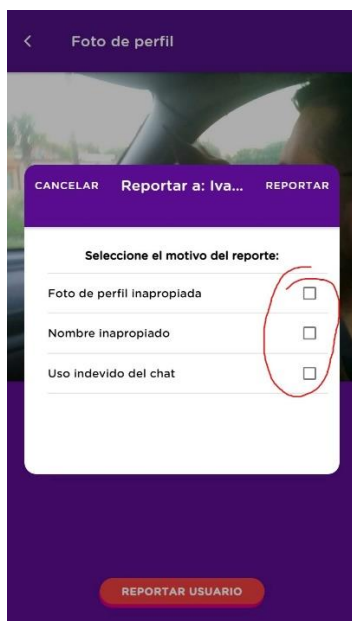 Foto de perfil
CANCELAR Reportar a: Iva... REPORTAR
Seleccione el motivo del reporte:
Foto de perfil inapropiada
Nombre inapropiado
Uso indevido del chat
REPORTAR USUARIO